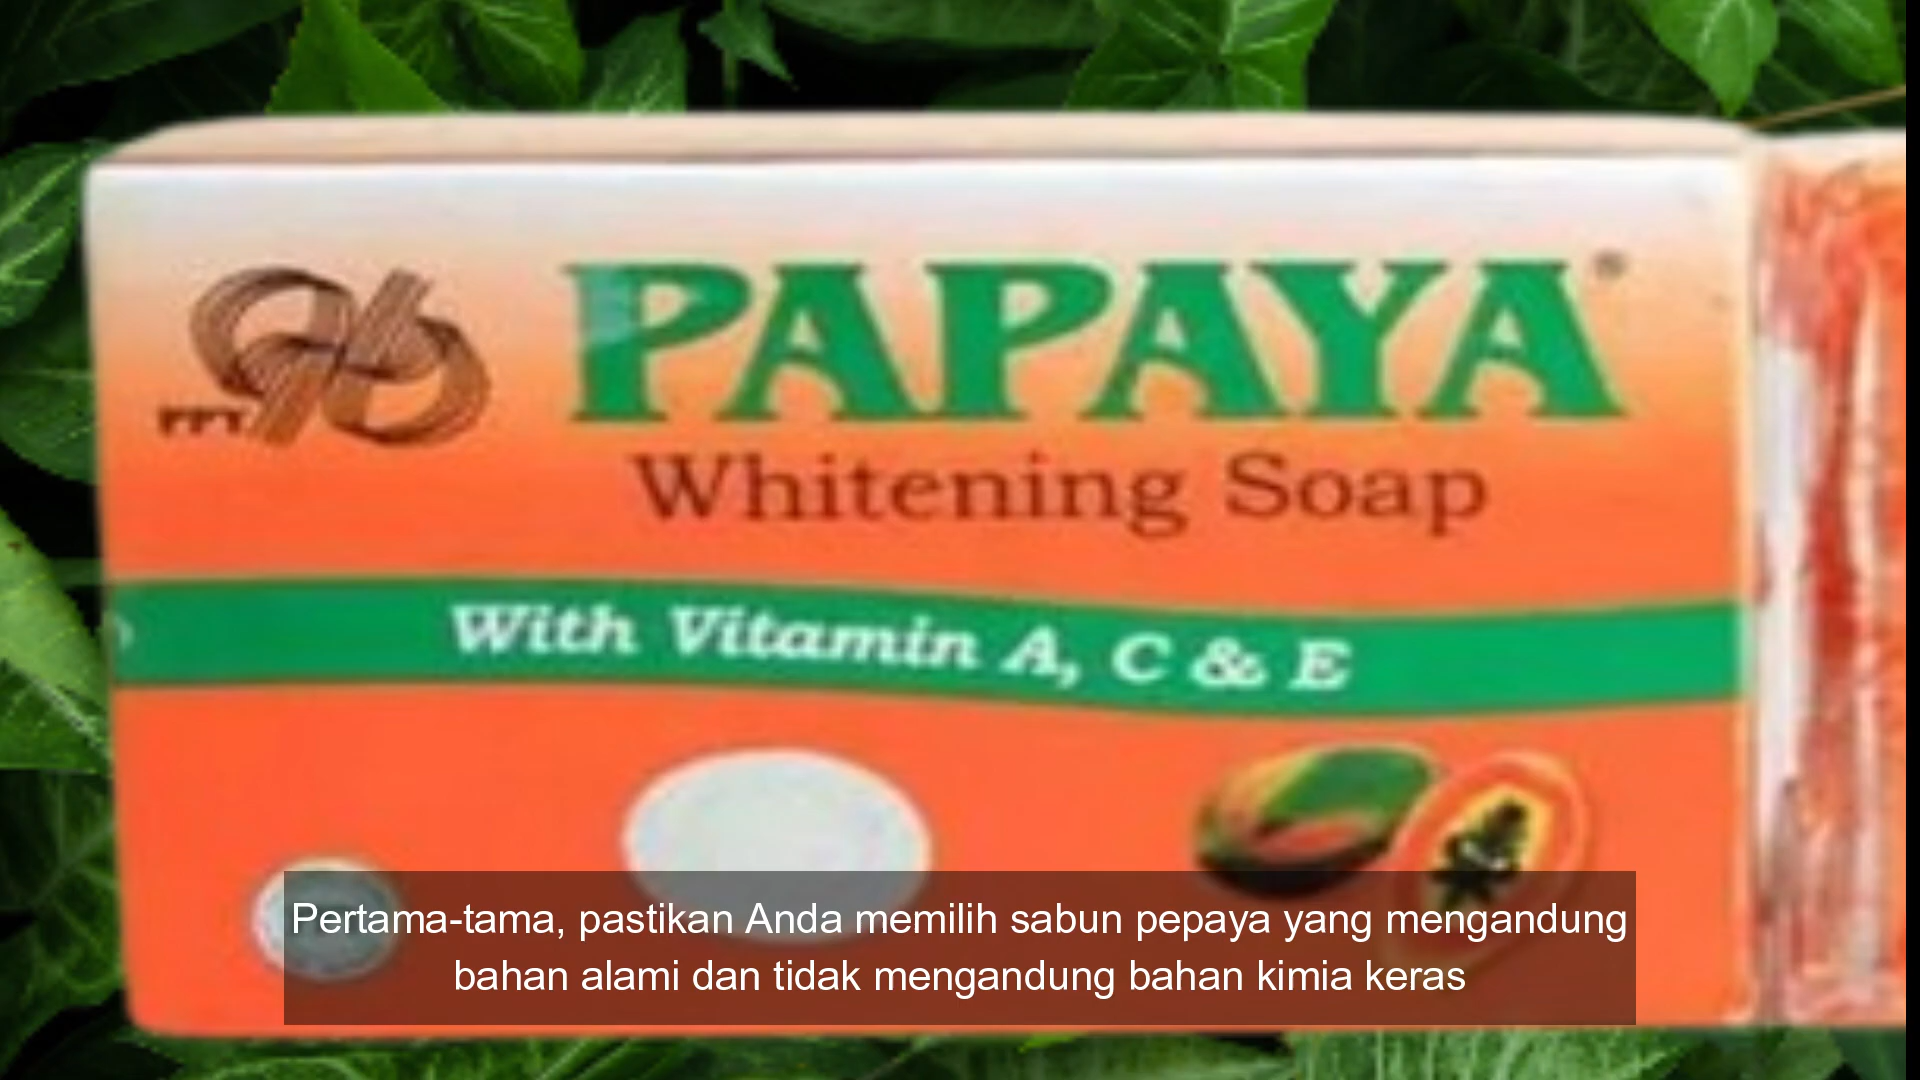 PAPAYA
Whitening Soap
With Vitamin A, C & E
Pertama-tama, pastikan Anda memilih sabun pepaya yang mengandung
bahan alami dan tidak mengandung bahan kimia keras